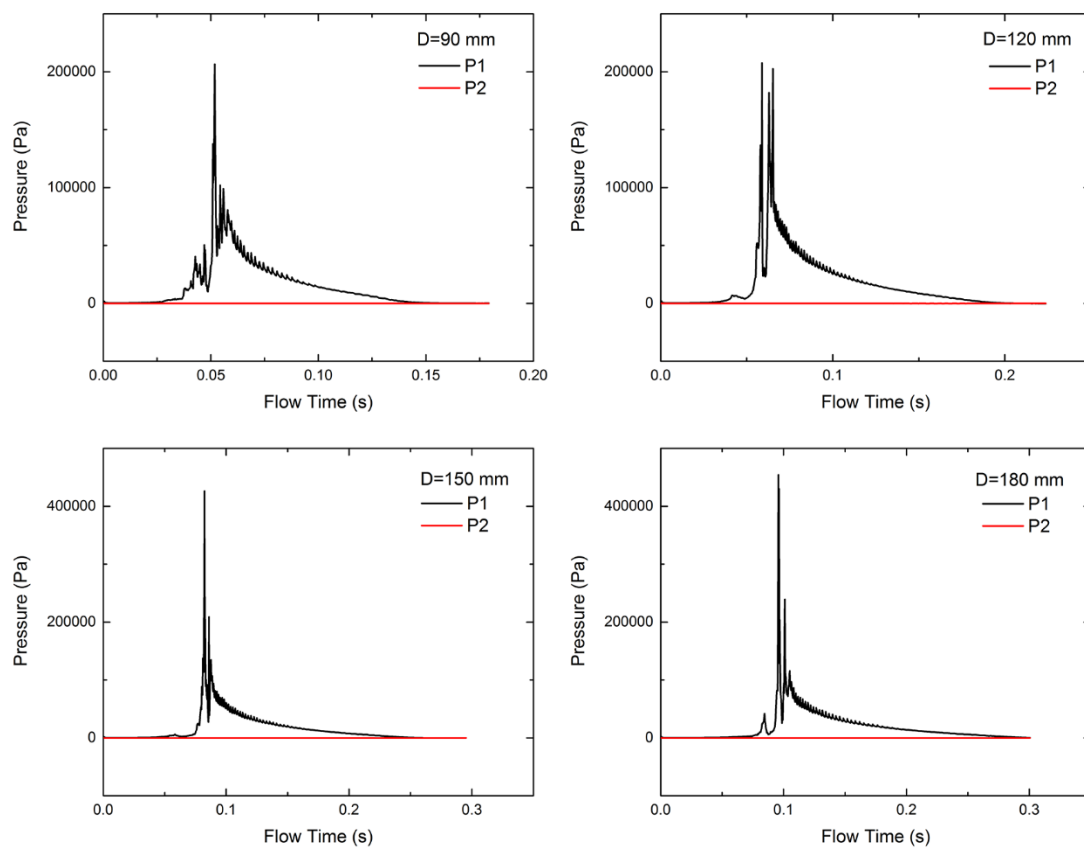 D=90 mm
P1
P2
200000
100000
0
Pressure (Pa)
0.00
0.05
0.10
0.15
0.20
Flow Time (s)
D=120 mm
P1
P2
200000
100000
0
Pressure (Pa)
0.0
0.1
0.2
Flow Time (s)
D=150 mm
P1
P2
400000
200000
0
Pressure (Pa)
0.0
0.1
0.2
0.3
Flow Time (s)
D=180 mm
P1
P2
400000
200000
0
Pressure (Pa)
0.0
0.1
0.2
0.3
Flow Time (s)